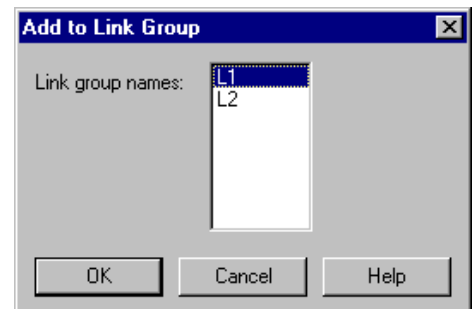 Add to Link Group
Link group names:
L1
L2
OK
Cancel
Help